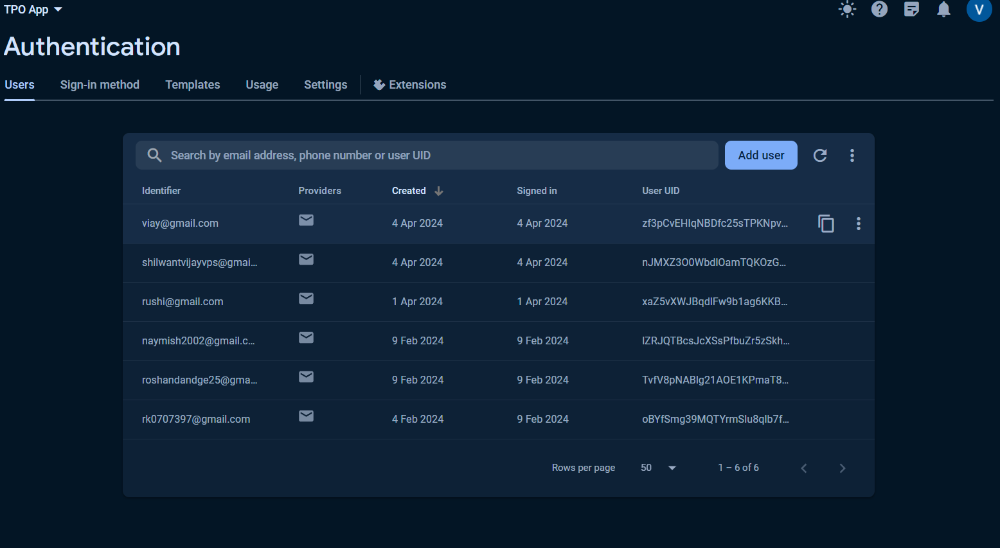 TPO App
V
Authentication
Users Sign-in method Templates Usage Settings Extensions
Search by email address, phone number or user UID Add user
Identifier Providers Created Signed in User UID
viay@gmail.com 4 Apr 2024 4 Apr 2024 zf3pCvEHIqNBDfc25sTPKNpv...
shilwantvijayvps@gmai... 4 Apr 2024 4 Apr 2024 nJMXZ3O0WbdIOamTQKOzG...
rushi@gmail.com 1 Apr 2024 1 Apr 2024 xaZ5vXWJBqdlFw9b1ag6KKB...
naymish2002@gmail.c... 9 Feb 2024 9 Feb 2024 lZRJQTBcsJcXSsPfbuZr5zSkh...
roshandandge25@gma... 9 Feb 2024 9 Feb 2024 TvfV8pNABIg21AOE1KPmaT8...
rk0707397@gmail.com 4 Feb 2024 9 Feb 2024 oBYfSmg39MQTYrmSlu8qlb7f...
Rows per page 50 1 – 6 of 6